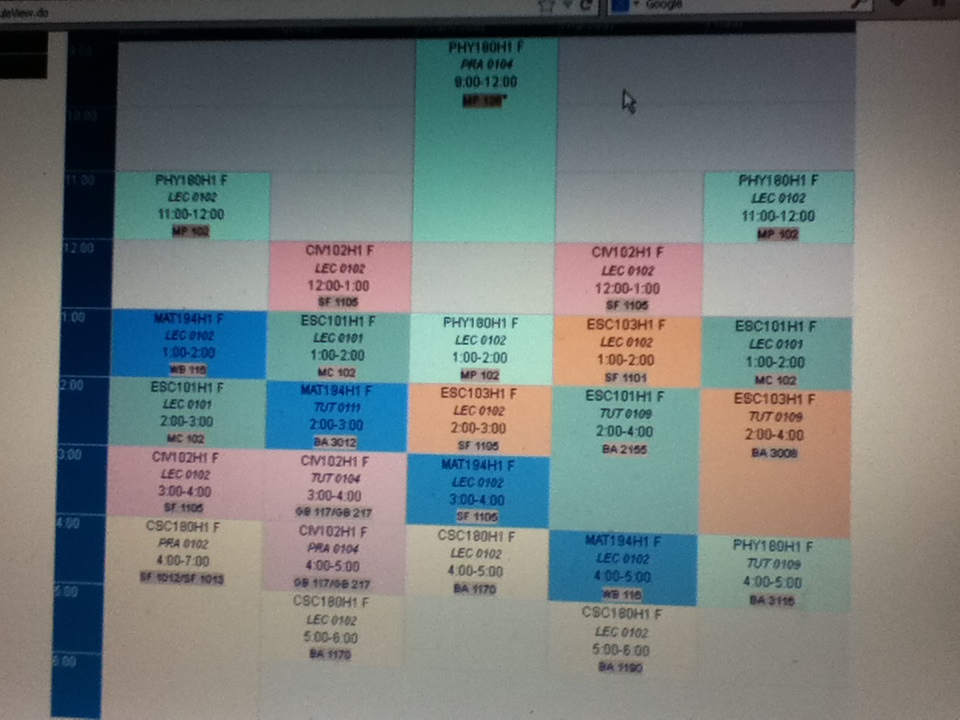 uleView.do
Google
9:00
PHY180H1 F
PRA 0104
9:00-12:00
10:00
11:00
PHY180H1 F
LEC 0102
11:00-12:00
MP 102
PHY180H1 F
LEC 0102
11:00-12:00
MP 102
12:00
CIV102H1 F
LEC 0102
12:00-1:00
SF 1105
CIV102H1 F
LEC 0102
12:00-1:00
SF 1105
1:00
MAT194H1 F
LEC 0102
1:00-2:00
WB 116
ESC101H1 F
LEC 0101
1:00-2:00
MC 102
PHY180H1 F
LEC 0102
1:00-2:00
MP 102
ESC103H1 F
LEC 0102
1:00-2:00
SF 1101
ESC101H1 F
LEC 0101
1:00-2:00
MC 102
2:00
ESC101H1 F
LEC 0101
2:00-3:00
MC 102
MAT194H1 F
TUT 0111
2:00-3:00
BA 3012
ESC103H1 F
LEC 0102
2:00-3:00
SF 1105
ESC101H1 F
TUT 0109
2:00-4:00
BA 2155
ESC103H1 F
TUT 0109
2:00-4:00
BA 3008
3:00
CIV102H1 F
LEC 0102
3:00-4:00
SF 1105
CIV102H1 F
TUT 0104
3:00-4:00
GB 117/GB 217
MAT194H1 F
LEC 0102
3:00-4:00
SF 1105
4:00
CSC180H1 F
PRA 0102
4:00-7:00
SF 1012/SF 1013
CIV102H1 F
PRA 0104
4:00-5:00
GB 117/GB 217
CSC180H1 F
LEC 0102
4:00-5:00
BA 1170
MAT194H1 F
LEC 0102
4:00-5:00
WB 116
PHY180H1 F
TUT 0109
4:00-5:00
BA 3116
5:00
CSC180H1 F
LEC 0102
5:00-6:00
BA 1170
CSC180H1 F
LEC 0102
5:00-6:00
BA 1190
6:00